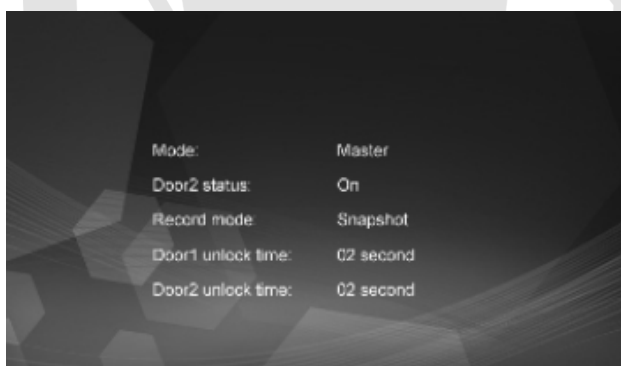 Mode: Master
Door2 status: On
Record mode: Snapshot
Door1 unlock time: 02 second
Door2 unlock time: 02 second